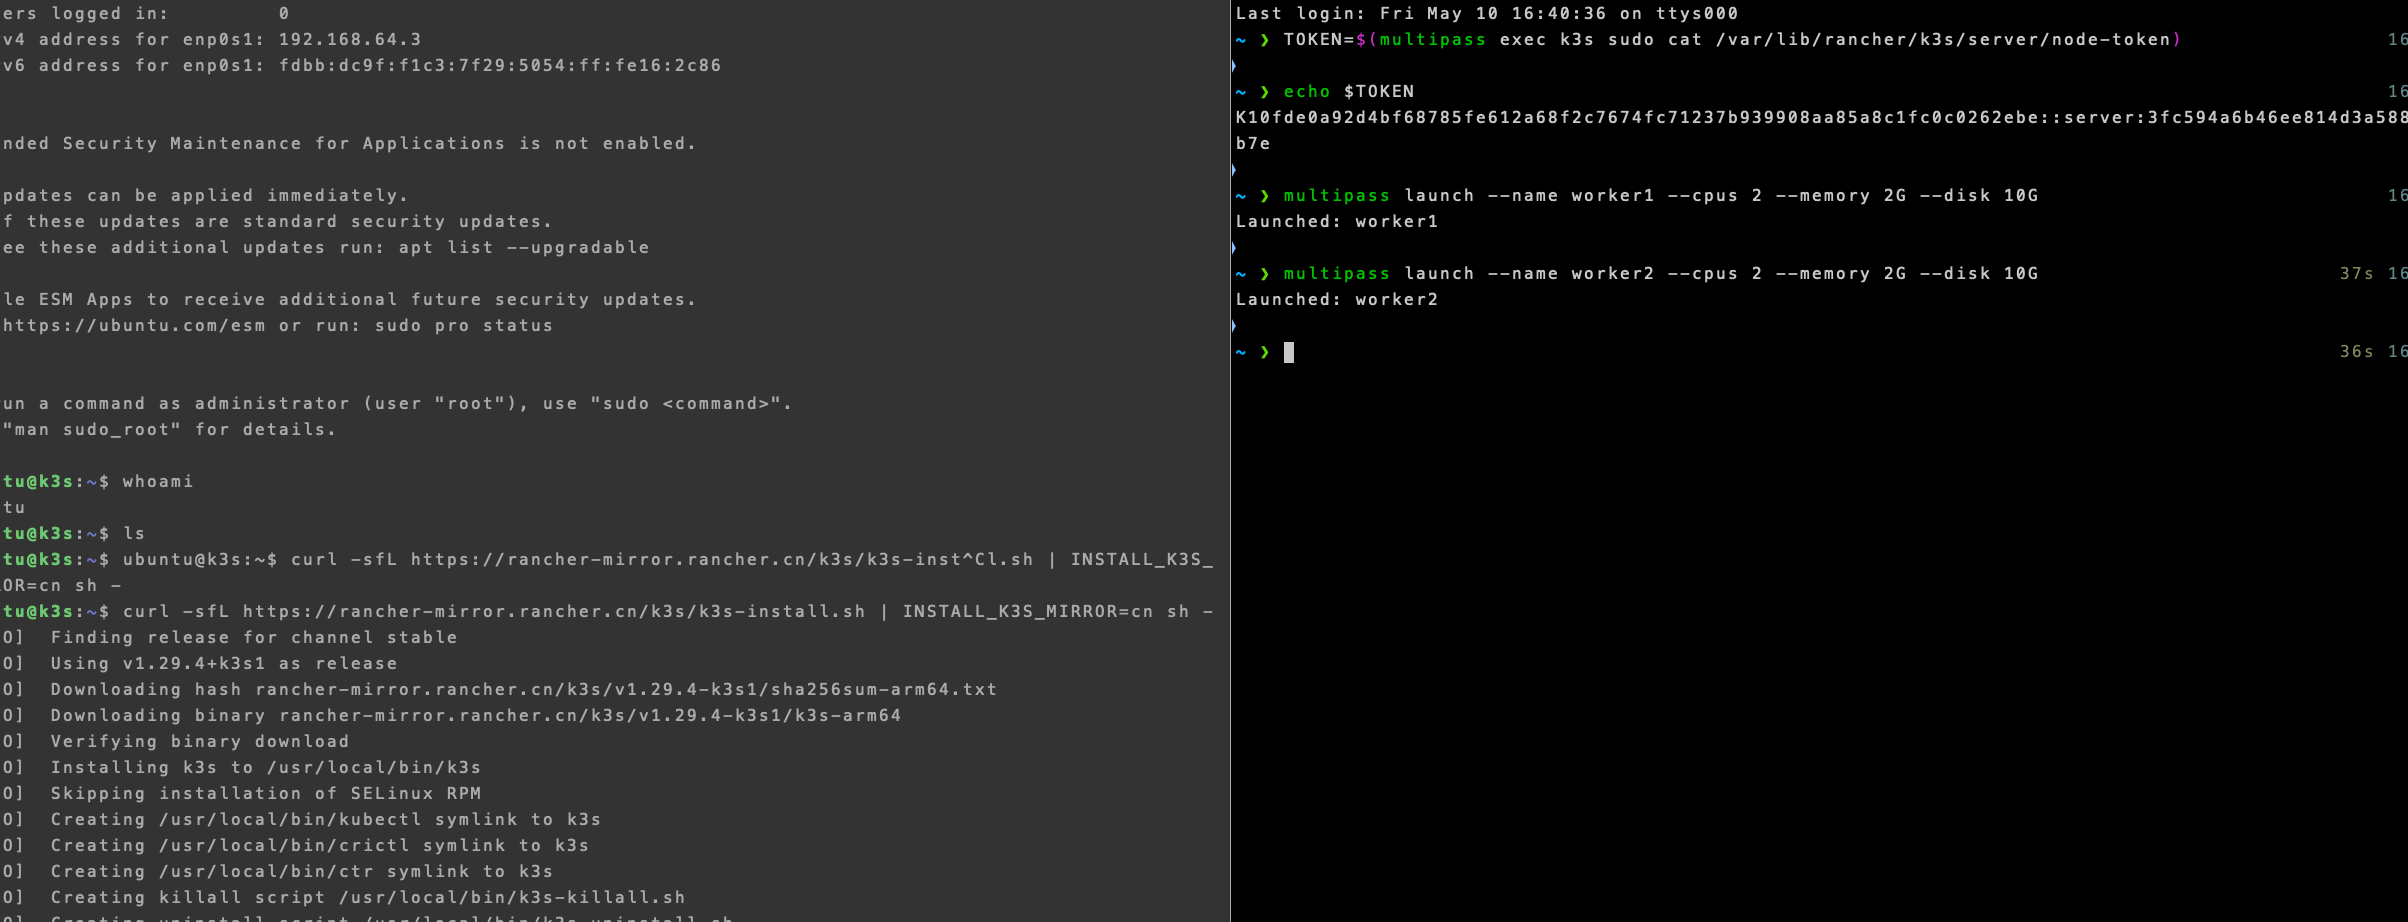 ers logged in: 0
v4 address for enp0s1: 192.168.64.3
v6 address for enp0s1: fdbb:dc9f:f1c3:7f29:5054:ff:fe16:2c86
nded Security Maintenance for Applications is not enabled.
pdates can be applied immediately.
f these updates are standard security updates.
ee these additional updates run: apt list --upgradable
le ESM Apps to receive additional future security updates.
https://ubuntu.com/esm or run: sudo pro status
un a command as administrator (user "root"), use "sudo <command>".
"man sudo_root" for details.
tu@k3s:~$ whoami
tu
tu@k3s:~$ ls
tu@k3s:~$ ubuntu@k3s:~$ curl -sfL https://rancher-mirror.rancher.cn/k3s/k3s-inst^Cl.sh | INSTALL_K3S_
OR=cn sh -
tu@k3s:~$ curl -sfL https://rancher-mirror.rancher.cn/k3s/k3s-install.sh | INSTALL_K3S_MIRROR=cn sh -
O]  Finding release for channel stable
O]  Using v1.29.4+k3s1 as release
O]  Downloading hash rancher-mirror.rancher.cn/k3s/v1.29.4-k3s1/sha256sum-arm64.txt
O]  Downloading binary rancher-mirror.rancher.cn/k3s/v1.29.4-k3s1/k3s-arm64
O]  Verifying binary download
O]  Installing k3s to /usr/local/bin/k3s
O]  Skipping installation of SELinux RPM
O]  Creating /usr/local/bin/kubectl symlink to k3s
O]  Creating /usr/local/bin/crictl symlink to k3s
O]  Creating /usr/local/bin/ctr symlink to k3s
O]  Creating killall script /usr/local/bin/k3s-killall.sh
O]  Creating uninstall script /usr/local/bin/k3s-uninstall.sh
Last login: Fri May 10 16:40:36 on ttys000
~ ❯ TOKEN=$(multipass exec k3s sudo cat /var/lib/rancher/k3s/server/node-token) 16
~ ❯ echo $TOKEN 16
K10fde0a92d4bf68785fe612a68f2c7674fc71237b939908aa85a8c1fc0c0262ebe::server:3fc594a6b46ee814d3a588
b7e
~ ❯ multipass launch --name worker1 --cpus 2 --memory 2G --disk 10G 16
Launched: worker1
~ ❯ multipass launch --name worker2 --cpus 2 --memory 2G --disk 10G 37s 16
Launched: worker2
~ ❯ 36s 16